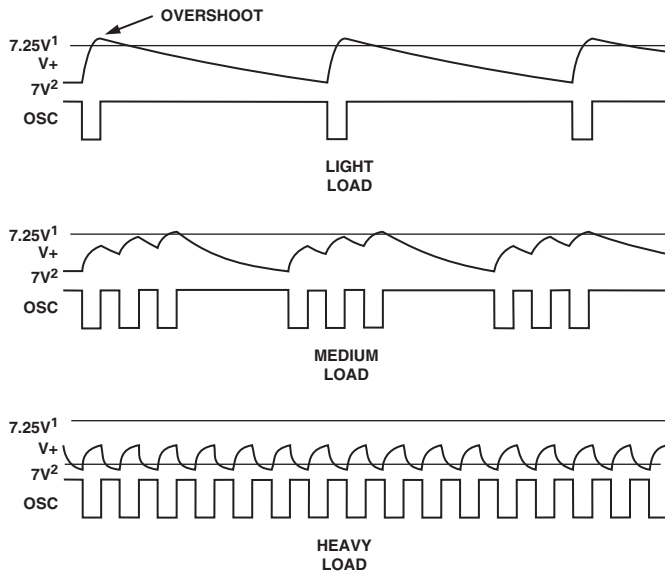 OVERSHOOT
7.25V¹
V+
7V²
OSC
LIGHT
LOAD
7.25V¹
V+
7V²
OSC
MEDIUM
LOAD
7.25V¹
V+
7V²
OSC
HEAVY
LOAD